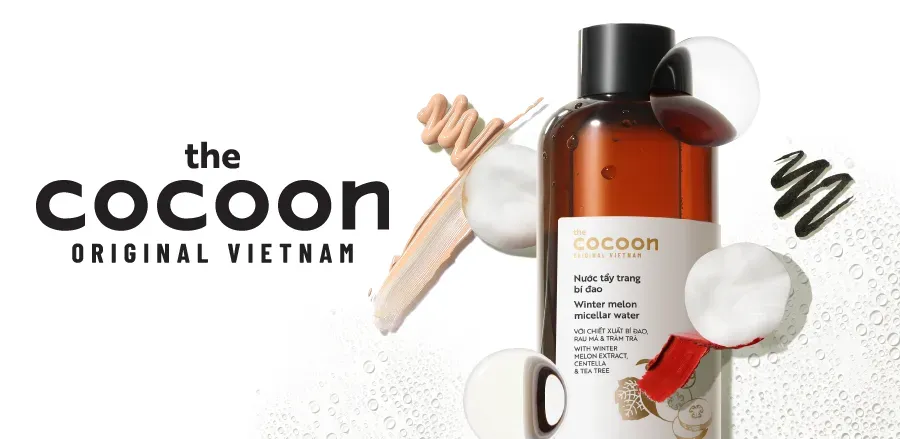 the
cocoon
ORIGINAL VIETNAM
the
cocoon
ORIGINAL VIETNAM
Nước tẩy trang
bí đao
Winter melon
micellar water
VỚI CHIẾT XUẤT BÍ ĐAO,
RAU MÁ & TRÀM TRÀ
WITH WINTER
MELON EXTRACT,
CENTELLA
& TEA TREE